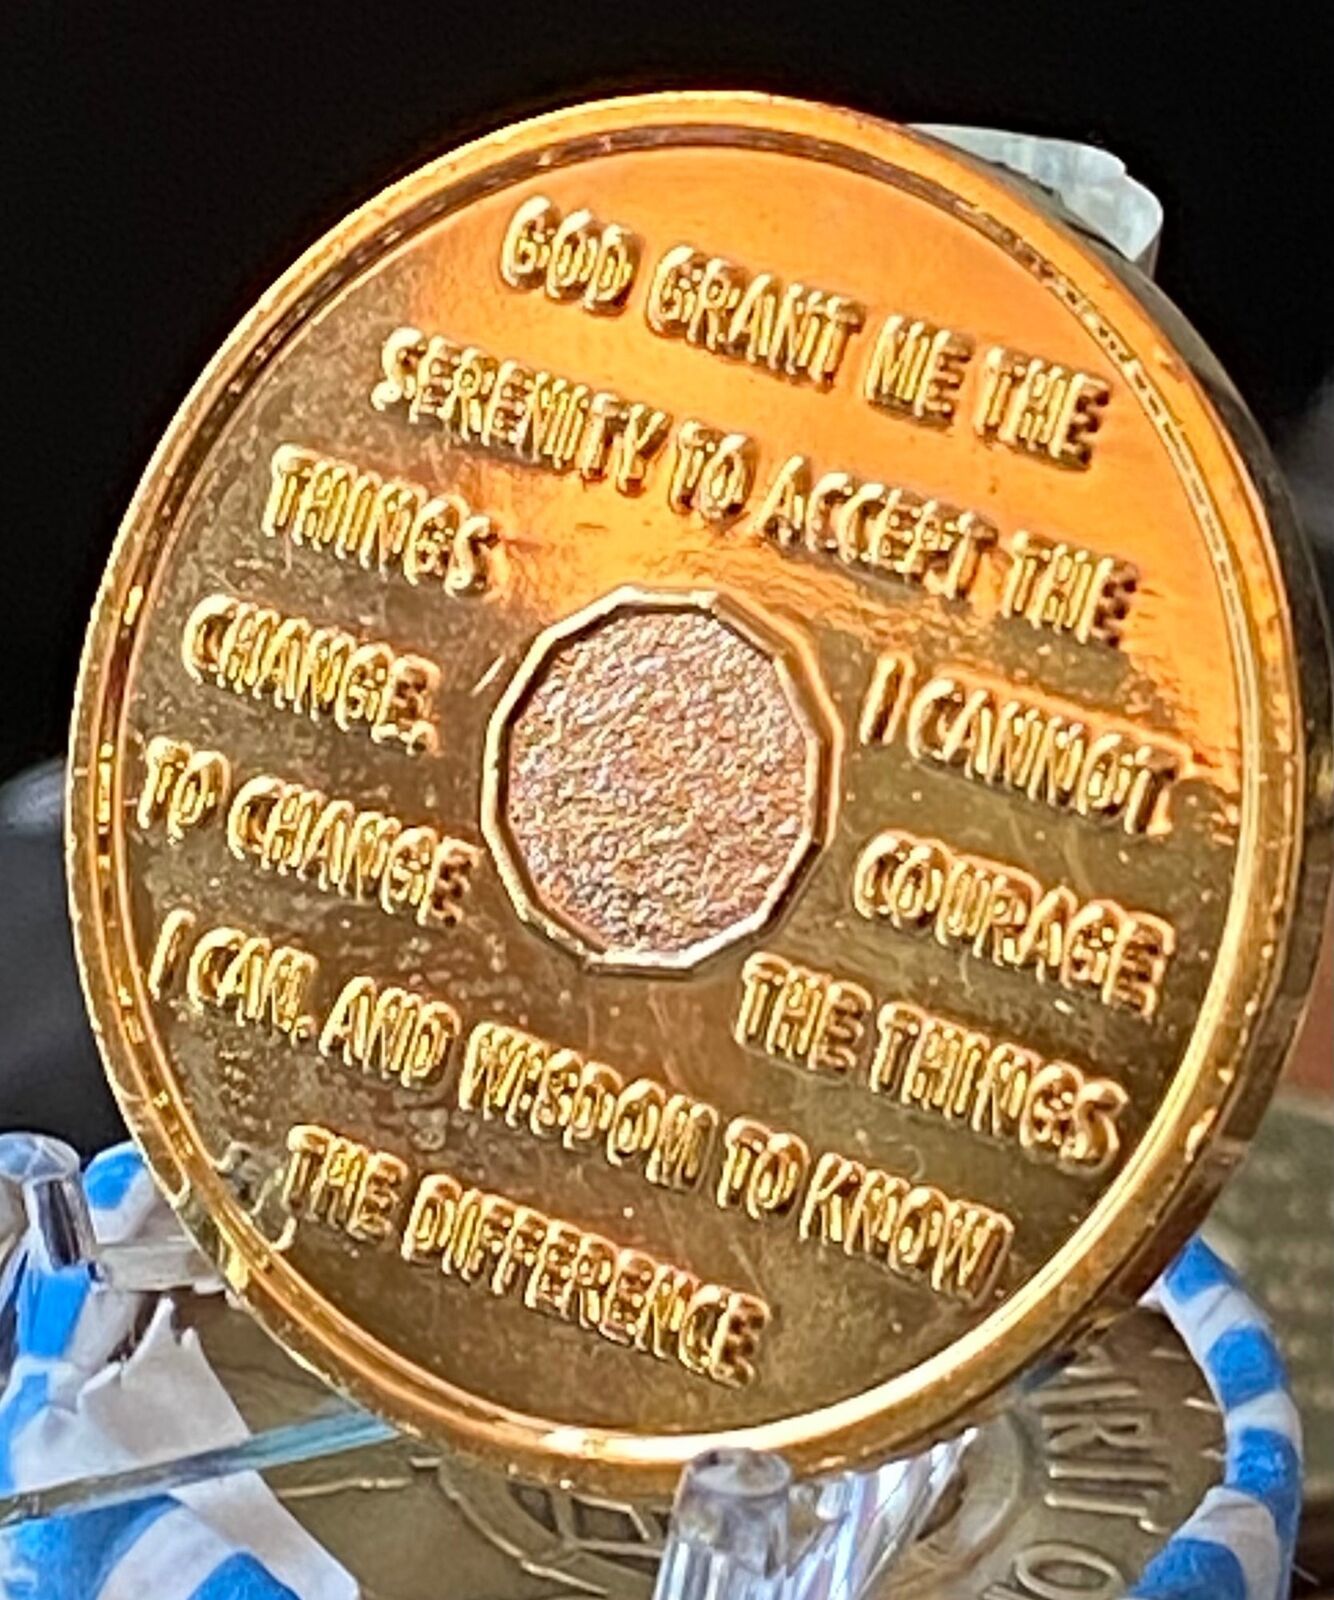 GOD GRANT ME THE
SERENITY TO ACCEPT THE
THINGS I CANNOT
CHANGE. COURAGE
TO CHANGE THE THINGS
I CAN. AND WISDOM TO KNOW
THE DIFFERENCE